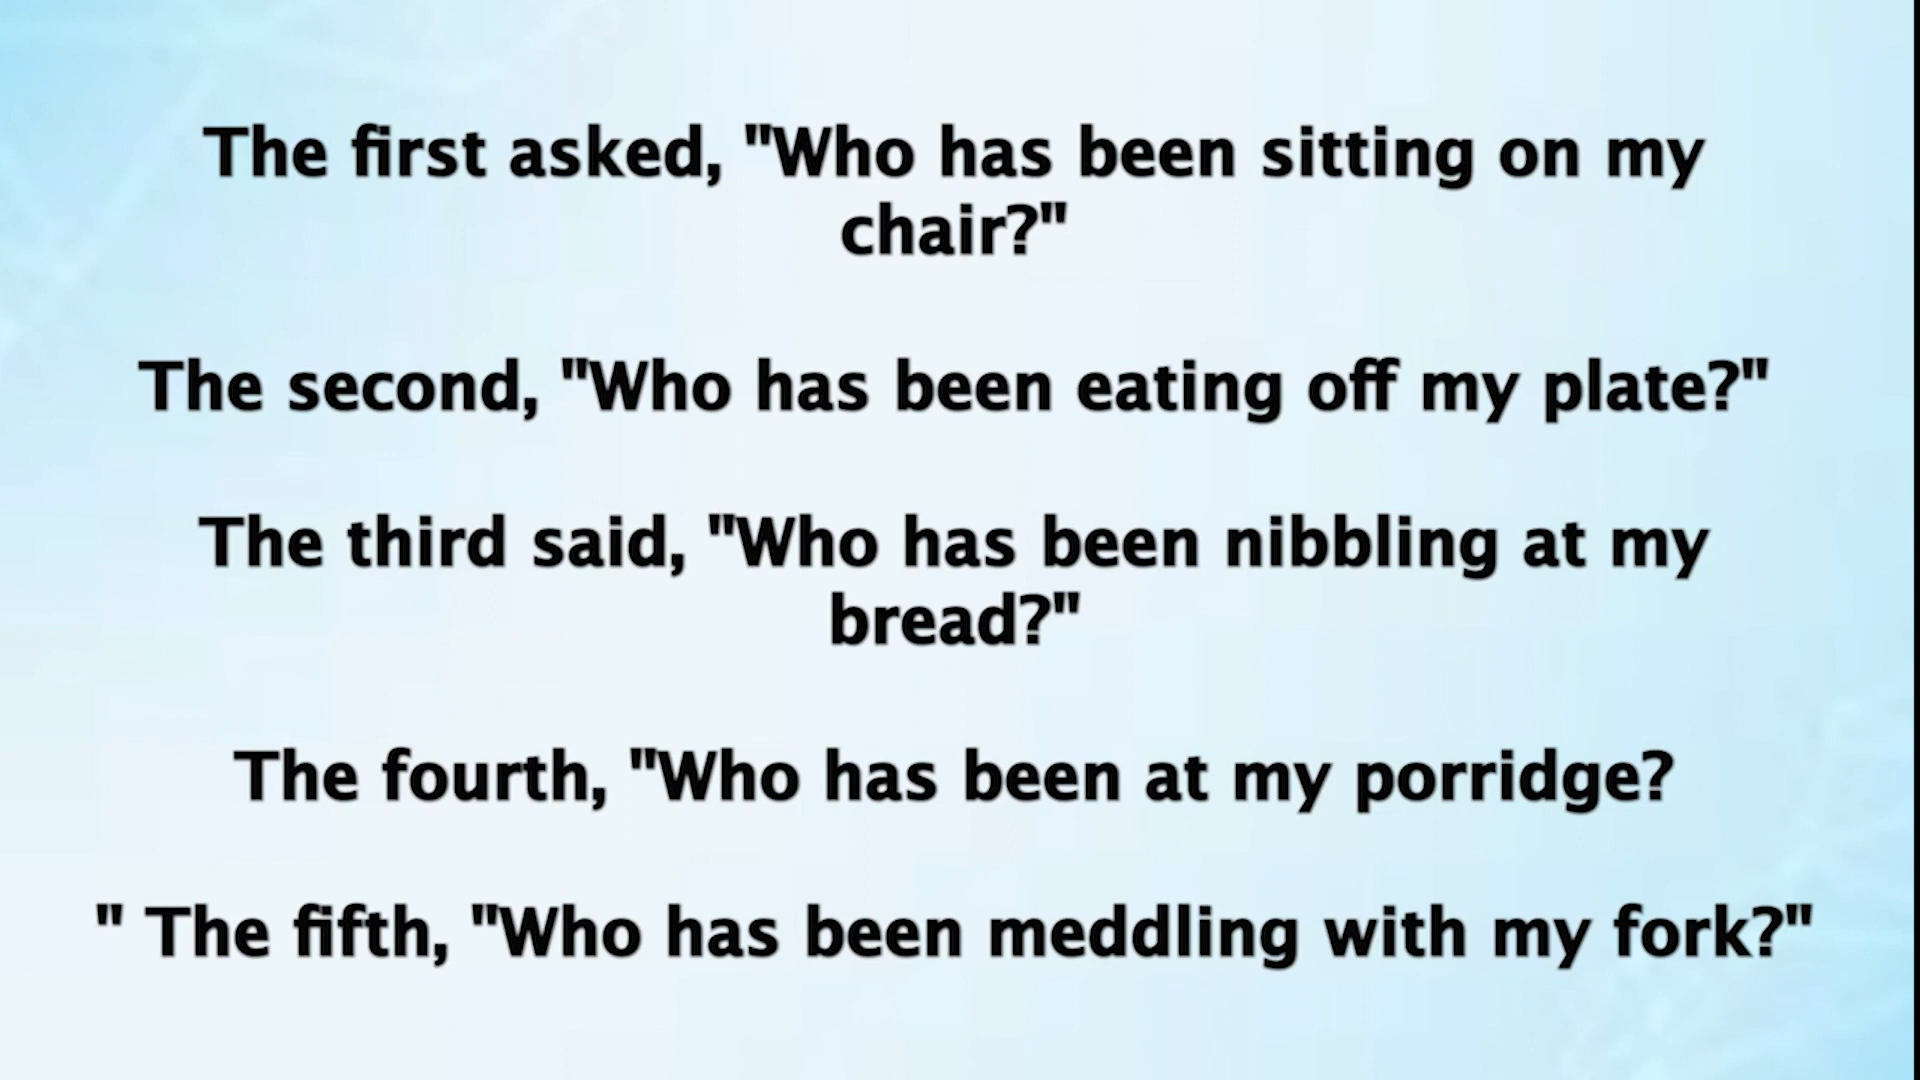 The first asked, "Who has been sitting on my
chair?"
The second, "Who has been eating off my plate?"
The third said, "Who has been nibbling at my
bread?"
The fourth, "Who has been at my porridge?
" The fifth, "Who has been meddling with my fork?"